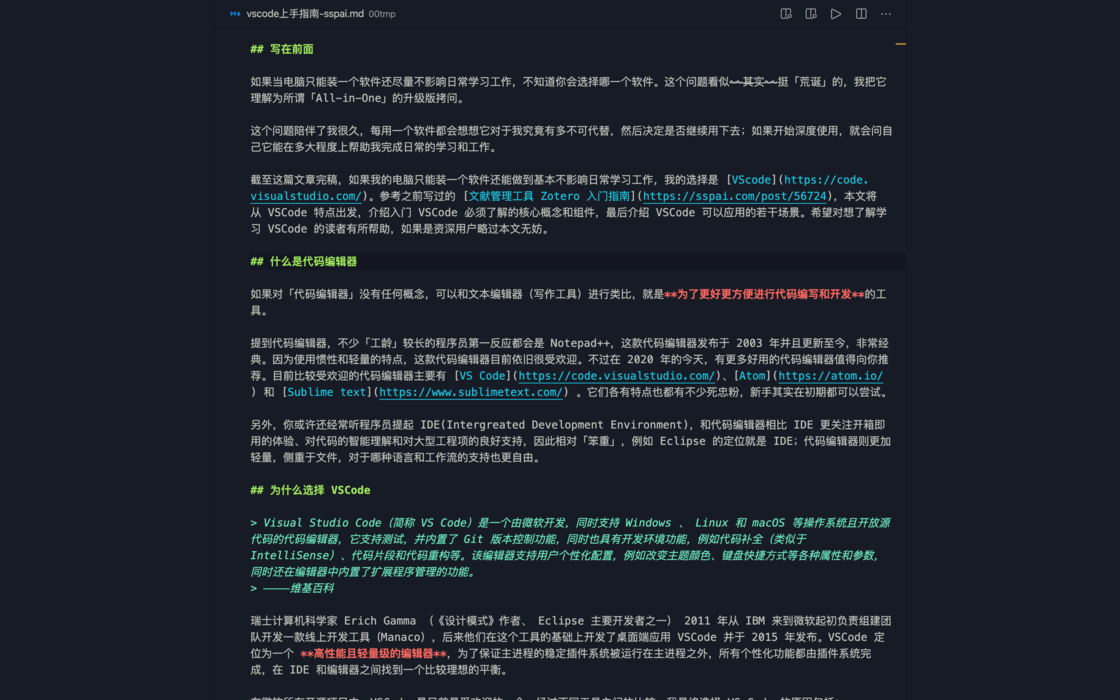 vscode上手指南-sspai.md 00tmp
## 写在前面
如果当电脑只能装一个软件还尽量不影响日常学习工作，不知道你会选择哪一个软件。这个问题看似~~其实~~挺「荒诞」的，我把它
理解为所谓「All-in-One」的升级版拷问。
这个问题陪伴了我很久，每用一个软件都会想想它对于我究竟有多不可代替，然后决定是否继续用下去；如果开始深度使用，就会问自
己它能在多大程度上帮助我完成日常的学习和工作。
截至这篇文章完稿，如果我的电脑只能装一个软件还能做到基本不影响日常学习工作，我的选择是 [VScode](https://code.
visualstudio.com/)。参考之前写过的 [文献管理工具 Zotero 入门指南](https://sspai.com/post/56724)，本文将
从 VSCode 特点出发，介绍入门 VSCode 必须了解的核心概念和组件，最后介绍 VSCode 可以应用的若干场景。希望对想了解学
习 VSCode 的读者有所帮助，如果是资深用户略过本文无妨。
## 什么是代码编辑器
如果对「代码编辑器」没有任何概念，可以和文本编辑器（写作工具）进行类比，就是**为了更好更方便进行代码编写和开发**的工
具。
提到代码编辑器，不少「工龄」较长的程序员第一反应都会是 Notepad++，这款代码编辑器发布于 2003 年并且更新至今，非常经
典。因为使用惯性和轻量的特点，这款代码编辑器目前依旧很受欢迎。不过在 2020 年的今天，有更多好用的代码编辑器值得向你推
荐。目前比较受欢迎的代码编辑器主要有 [VS Code](https://code.visualstudio.com/)、[Atom](https://atom.io/
) 和 [Sublime text](https://www.sublimetext.com/) 。它们各有特点也都有不少死忠粉，新手其实在初期都可以尝试。
另外，你或许还经常听程序员提起 IDE(Intergreated Development Environment)，和代码编辑器相比 IDE 更关注开箱即
用的体验、对代码的智能理解和对大型工程项的良好支持，因此相对「笨重」，例如 Eclipse 的定位就是 IDE；代码编辑器则更加
轻量，侧重于文件，对于哪种语言和工作流的支持也更自由。
## 为什么选择 VSCode
> Visual Studio Code（简称 VS Code）是一个由微软开发，同时支持 Windows 、 Linux 和 macOS 等操作系统且开放源
代码的代码编辑器，它支持测试，并内置了 Git 版本控制功能，同时也具有开发环境功能，例如代码补全（类似于
IntelliSense）、代码片段和代码重构等。该编辑器支持用户个性化配置，例如改变主题颜色、键盘快捷方式等各种属性和参数，
同时还在编辑器中内置了扩展程序管理的功能。
> ————维基百科
瑞士计算机科学家 Erich Gamma （《设计模式》作者、 Eclipse 主要开发者之一） 2011 年从 IBM 来到微软起初负责组建团
队开发一款线上开发工具（Manaco），后来他们在这个工具的基础上开发了桌面端应用 VSCode 并于 2015 年发布。VSCode 定
位为一个 **高性能且轻量级的编辑器**，为了保证主进程的稳定插件系统被运行在主进程之外，所有个性化功能都由插件系统完
成，在 IDE 和编辑器之间找到一个比较理想的平衡。